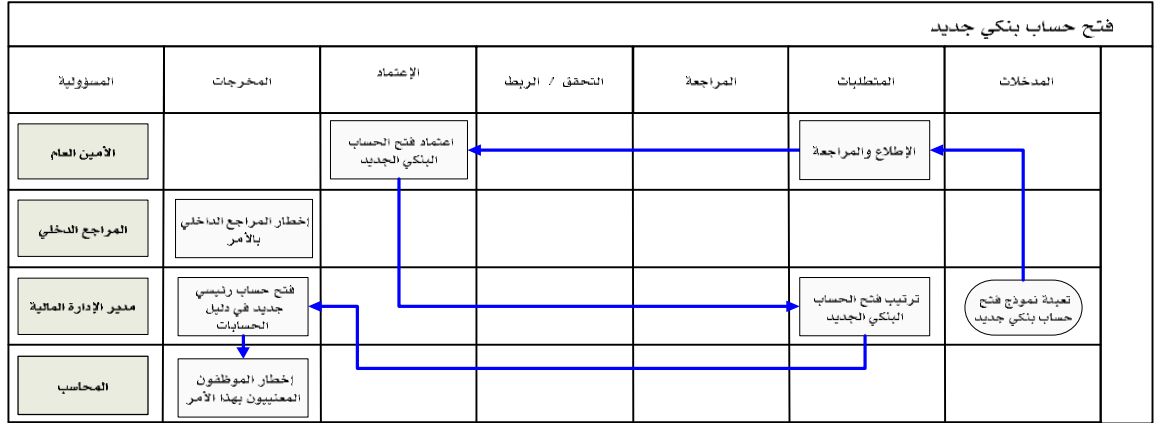 فتح حساب بنكي جديد
المدخلات
المتطلبات
المراجعة
التحقق / الربط
الإعتماد
المخرجات
المسؤولية
الإطلاع والمراجعة
اعتماد فتح الحساب
البنكي الجديد
الأمين العام
إخطار المراجع الداخلي
بالأمر
المراجع الدخلي
تعبئة نموذج فتح
حساب بنكي جديد
ترتيب فتح الحساب
البنكي الجديد
فتح حساب رئيسي
جديد في دليل
الحسابات
مدير الإدارة المالية
إخطار الموظفون
المعنييون بهذا الأمر
المحاسب